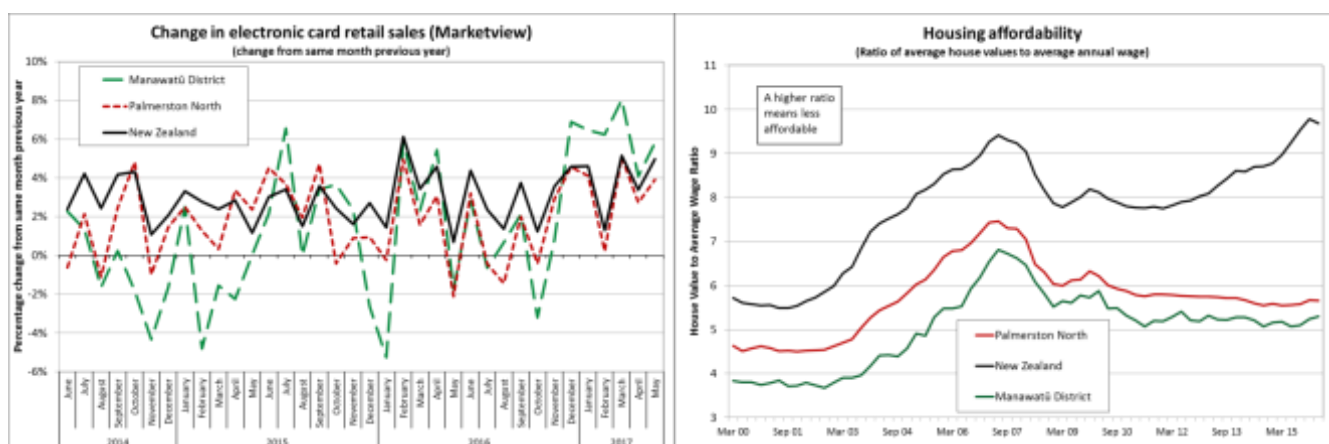 Change in electronic card retail sales (Marketview)
(change from same month previous year)
Percentage change from same month previous year
10%
8%
6%
4%
2%
0%
-2%
-4%
-6%
Manawatū District
Palmerston North
New Zealand
June
July
August
September
October
November
December
January
February
March
April
May
June
July
August
September
October
November
December
January
February
March
April
May
June
July
August
September
October
November
December
January
February
March
April
May
2014
2015
2016
2017
Housing affordability
(Ratio of average house values to average annual wage)
House Value to Average Wage Ratio
11
10
9
8
7
6
5
4
3
A higher ratio
means less
affordable
Palmerston North
New Zealand
Manawatū District
Mar 00
Sep 01
Mar 03
Sep 04
Mar 06
Sep 07
Mar 09
Sep 10
Mar 12
Sep 13
Mar 15